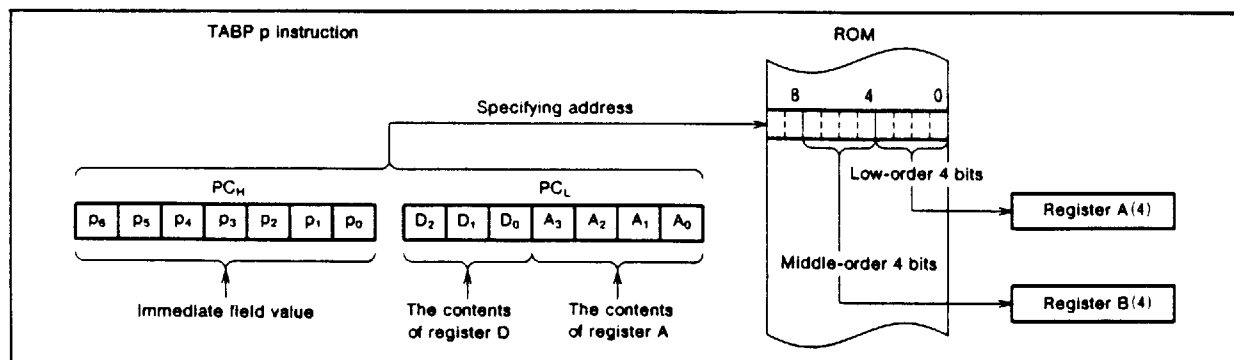 TABP p instruction
ROM
8 4 0
Specifying address
PCH
PCL
Low-order 4 bits
p6 p5 p4 p3 p2 p1 p0
D2 D1 D0 A3 A2 A1 A0
Register A (4)
Middle-order 4 bits
Immediate field value
The contents
of register D
The contents
of register A
Register B (4)